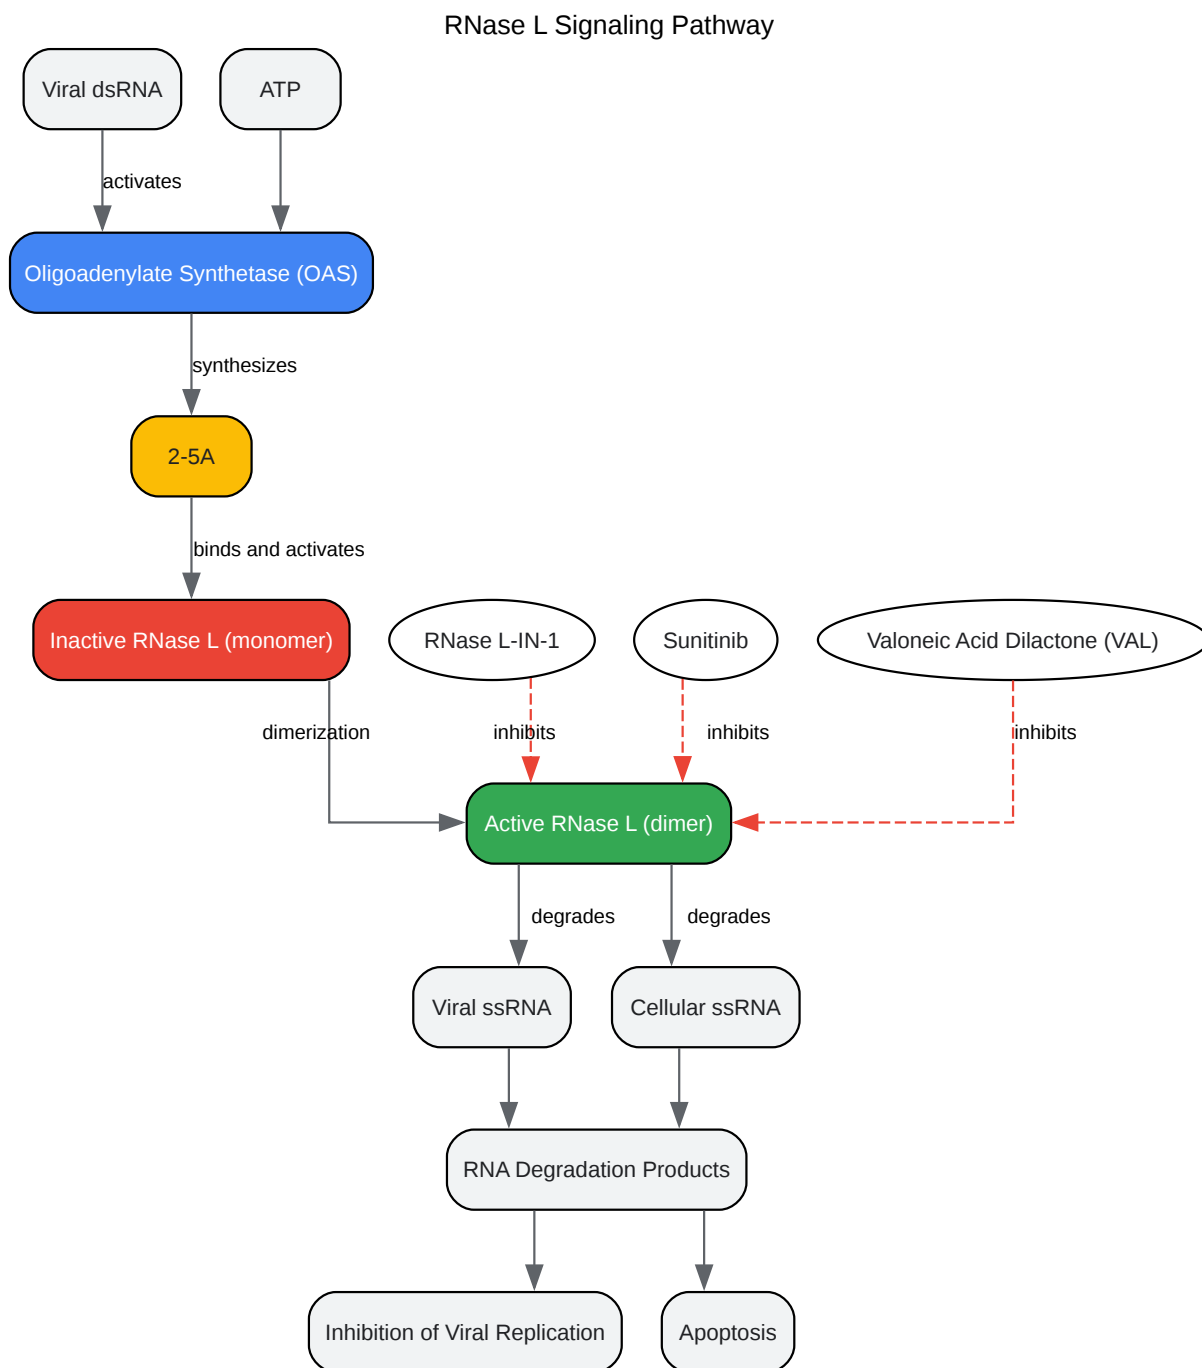 RNase L Signaling Pathway
Viral dsRNA
ATP
activates
Oligoadenylate Synthetase (OAS)
synthesizes
2-5A
binds and activates
Inactive RNase L (monomer)
RNase L-IN-1
Sunitinib
Valoneic Acid Dilactone (VAL)
dimerization
inhibits
inhibits
inhibits
Active RNase L (dimer)
degrades
degrades
Viral ssRNA
Cellular ssRNA
RNA Degradation Products
Inhibition of Viral Replication
Apoptosis